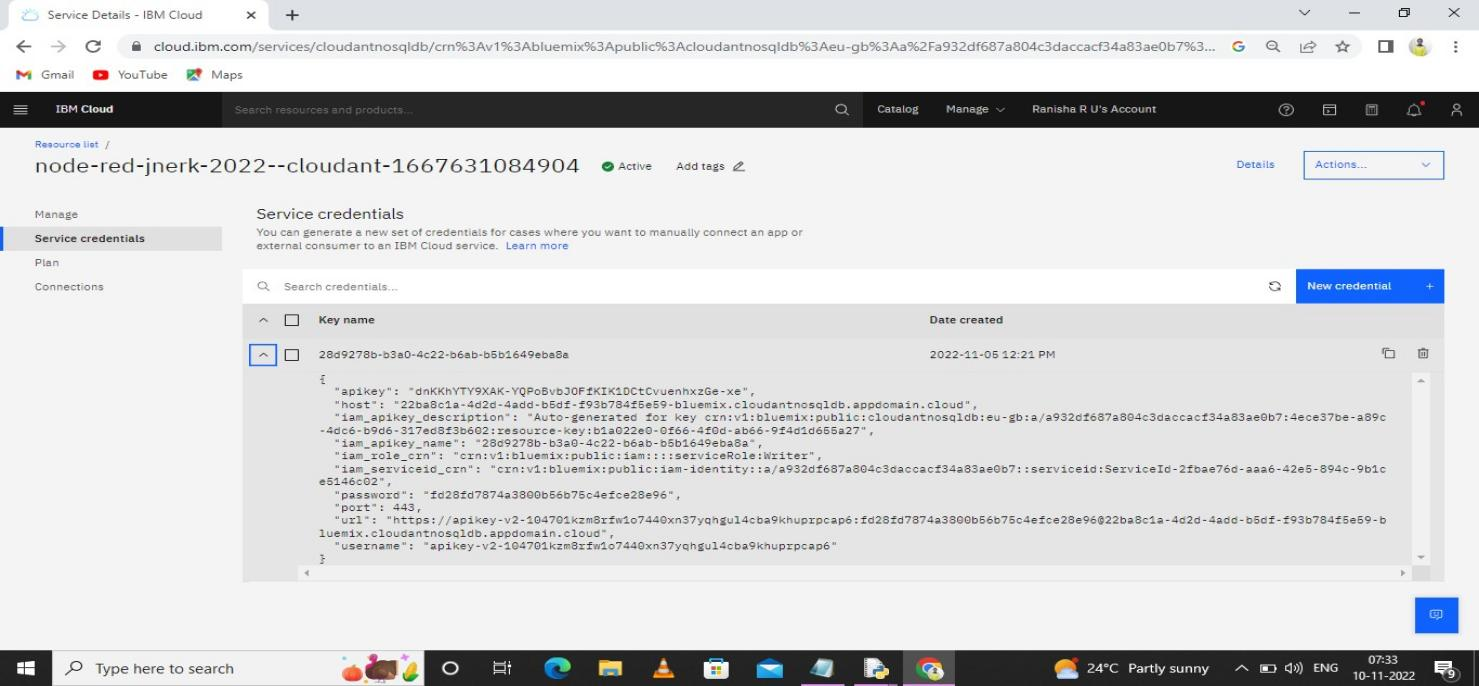 Service Details - IBM Cloud
cloud.ibm.com/services/cloudantnosqldb/crn%3Av1%3Abluemix%3Apublic%3Acloudantnosqldb%3Aeu-gb%3Aa%2Fa932df687a804c3daccacf34a83ae0b7%3...
Gmail YouTube Maps
IBM Cloud Search resources and products... Catalog Manage Ranisha R U's Account
Resource list /
node-red-jnerk-2022--cloudant-1667631084904 Active Add tags Details Actions...
Manage
Service credentials
Plan
Connections
Service credentials
You can generate a new set of credentials for cases where you want to manually connect an app or
external consumer to an IBM Cloud service. Learn more
Search credentials... New credential +
Key name Date created
28d9278b-b3a0-4c22-b6ab-b5b1649eba8a 2022-11-05 12:21 PM
{
"apikey": "dnKKhYTY9XAK-YQPoBvbJOFfKIK1DCtCvuenhxzGe-xe",
"host": "22ba8c1a-4d2d-4add-b5df-f93b784f5e59-bluemix.cloudantnosqldb.appdomain.cloud",
"iam_apikey_description": "Auto-generated for key crn:v1:bluemix:public:cloudantnosqldb:eu-gb:a/a932df687a804c3daccacf34a83ae0b7:4ece37be-a89c
-4dc6-b9d6-317ed8f3b602:resource-key:b1a022e0-0f66-4f0d-ab66-9f4d1d655a27",
"iam_apikey_name": "28d9278b-b3a0-4c22-b6ab-b5b1649eba8a",
"iam_role_crn": "crn:v1:bluemix:public:iam::::serviceRole:Writer",
"iam_serviceid_crn": "crn:v1:bluemix:public:iam-identity::a/a932df687a804c3daccacf34a83ae0b7::serviceid:ServiceId-2fbae76d-aaa6-42e5-894c-9b1c
e5146c02",
"password": "fd28fd7874a3800b56b75c4efce28e96",
"port": 443,
"url": "https://apikey-v2-104701kzm8rfw1o7440xn37yqhgul4cba9khuprpcap6:fd28fd7874a3800b56b75c4efce28e96@22ba8c1a-4d2d-4add-b5df-f93b784f5e59-b
luemix.cloudantnosqldb.appdomain.cloud",
"username": "apikey-v2-104701kzm8rfw1o7440xn37yqhgul4cba9khuprpcap6"
}
Type here to search 24°C Partly sunny ENG 07:33
10-11-2022 9